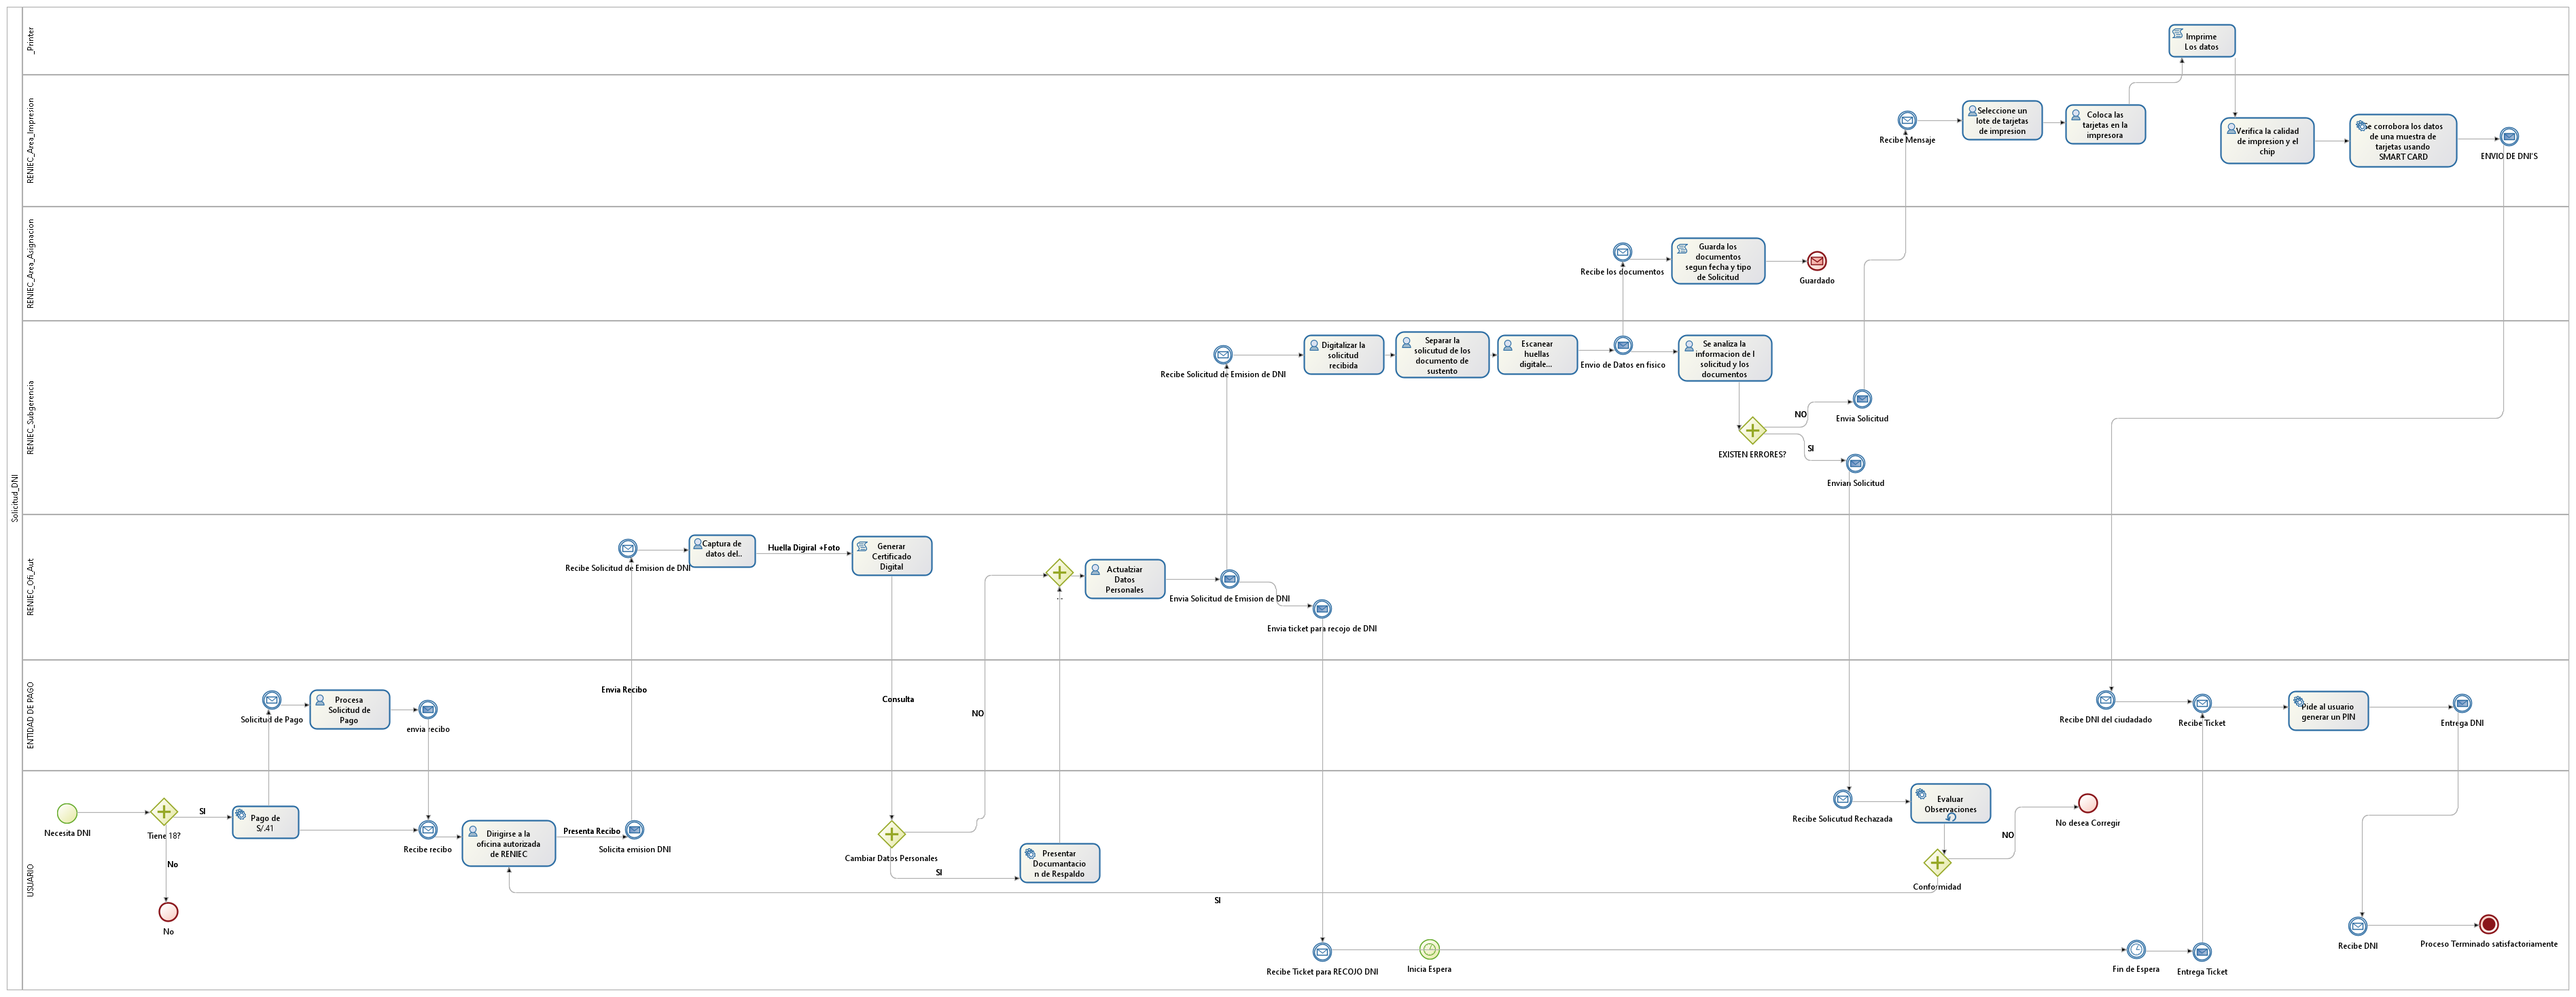 Solicitud_DNI
_Printer
Imprime
Los datos
RENIEC_Area_Impresion
Recibe Mensaje
Seleccione un
lote de tarjetas
de impresion
Coloca las
tarjetas en la
impresora
Verifica la calidad
de impresion y el
chip
Se corrobora los datos
de una muestra de
tarjetas usando
SMART CARD
ENVIO DE DNI'S
RENIEC_Area_Asignacion
Recibe los documentos
Guarda los
documentos
segun fecha y tipo
de Solicitud
Guardado
RENIEC_Subgerencia
Recibe Solicitud de Emision de DNI
Digitalizar la
solicitud
recibida
Separar la
solicutud de los
documento de
sustento
Escanear
huellas
digitale...
Envio de Datos en fisico
Se analiza la
informacion de l
solicitud y los
documentos
EXISTEN ERRORES?
NO
Envia Solicitud
SI
Envian Solicitud
RENIEC_Ofi_Aut
Recibe Solicitud de Emision de DNI
Captura de
datos del..
Huella Digiral +Foto
Generar
Certificado
Digital
..
Actualziar
Datos
Personales
Envia Solicitud de Emision de DNI
Envia ticket para recojo de DNI
ENTIDAD DE PAGO
Solicitud de Pago
Procesa
Solicitud de
Pago
envia recibo
Envia Recibo
Consulta
NO
Recibe DNI del ciudadado
Recibe Ticket
Pide al usuario
generar un PIN
Entrega DNI
USUARIO
Necesita DNI
Tiene 18?
SI
No
No
Pago de
S/.41
Recibe recibo
Dirigirse a la
oficina autorizada
de RENIEC
Presenta Recibo
Solicita emision DNI
Cambiar Datos Personales
SI
Presentar
Documantacio
n de Respaldo
Recibe Solicutud Rechazada
Evaluar
Observaciones
NO
No desea Corregir
Conformidad
SI
Recibe Ticket para RECOJO DNI
Inicia Espera
Fin de Espera
Entrega Ticket
Recibe DNI
Proceso Terminado satisfactoriamente